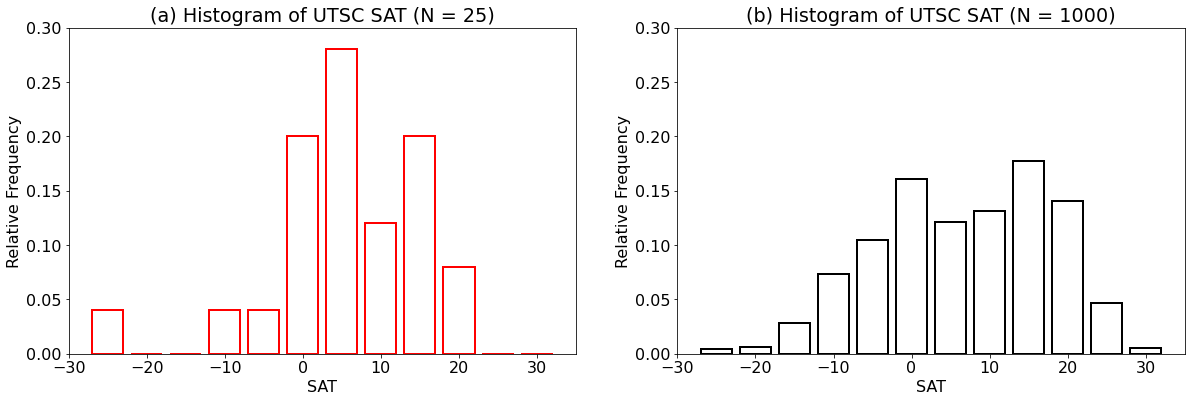 (a) Histogram of UTSC SAT (N = 25)
0.30
0.25
0.20
0.15
0.10
0.05
0.00
Relative Frequency
−30 −20 −10 0 10 20 30
SAT
(b) Histogram of UTSC SAT (N = 1000)
0.30
0.25
0.20
0.15
0.10
0.05
0.00
Relative Frequency
−30 −20 −10 0 10 20 30
SAT